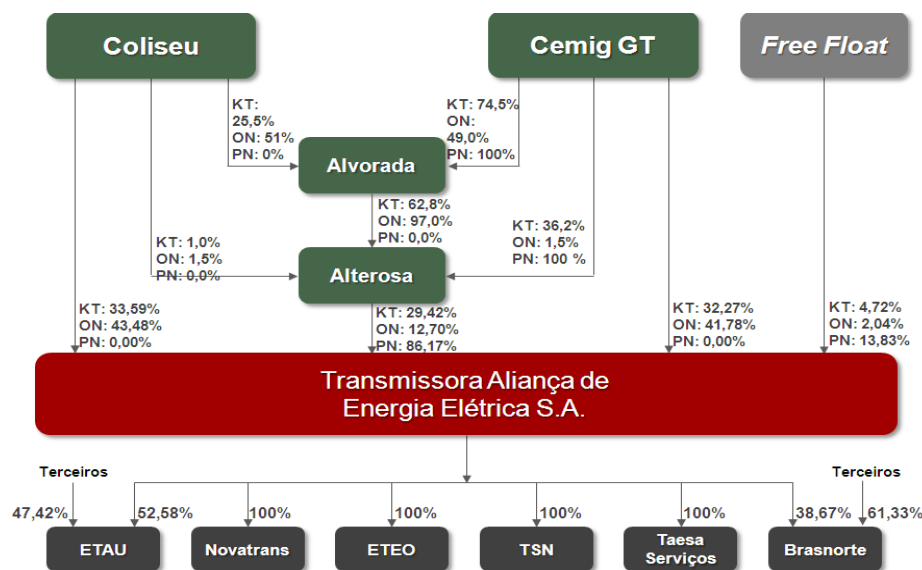 Coliseu
Cemig GT
Free Float
KT:
25,5%
ON: 51%
PN: 0%
KT: 74,5%
ON:
49,0%
PN: 100%
Alvorada
KT: 62,8%
ON: 97,0%
PN: 0,0%
KT: 1,0%
ON: 1,5%
PN: 0,0%
KT: 36,2%
ON: 1,5%
PN: 100 %
Alterosa
KT: 33,59%
ON: 43,48%
PN: 0,00%
KT: 29,42%
ON: 12,70%
PN: 86,17%
KT: 32,27%
ON: 41,78%
PN: 0,00%
KT: 4,72%
ON: 2,04%
PN: 13,83%
Transmissora Aliança de
Energia Elétrica S.A.
Terceiros
Terceiros
47,42%
52,58%
100%
100%
100%
100%
38,67%
61,33%
ETAU
Novatrans
ETEO
TSN
Taesa
Serviços
Brasnorte